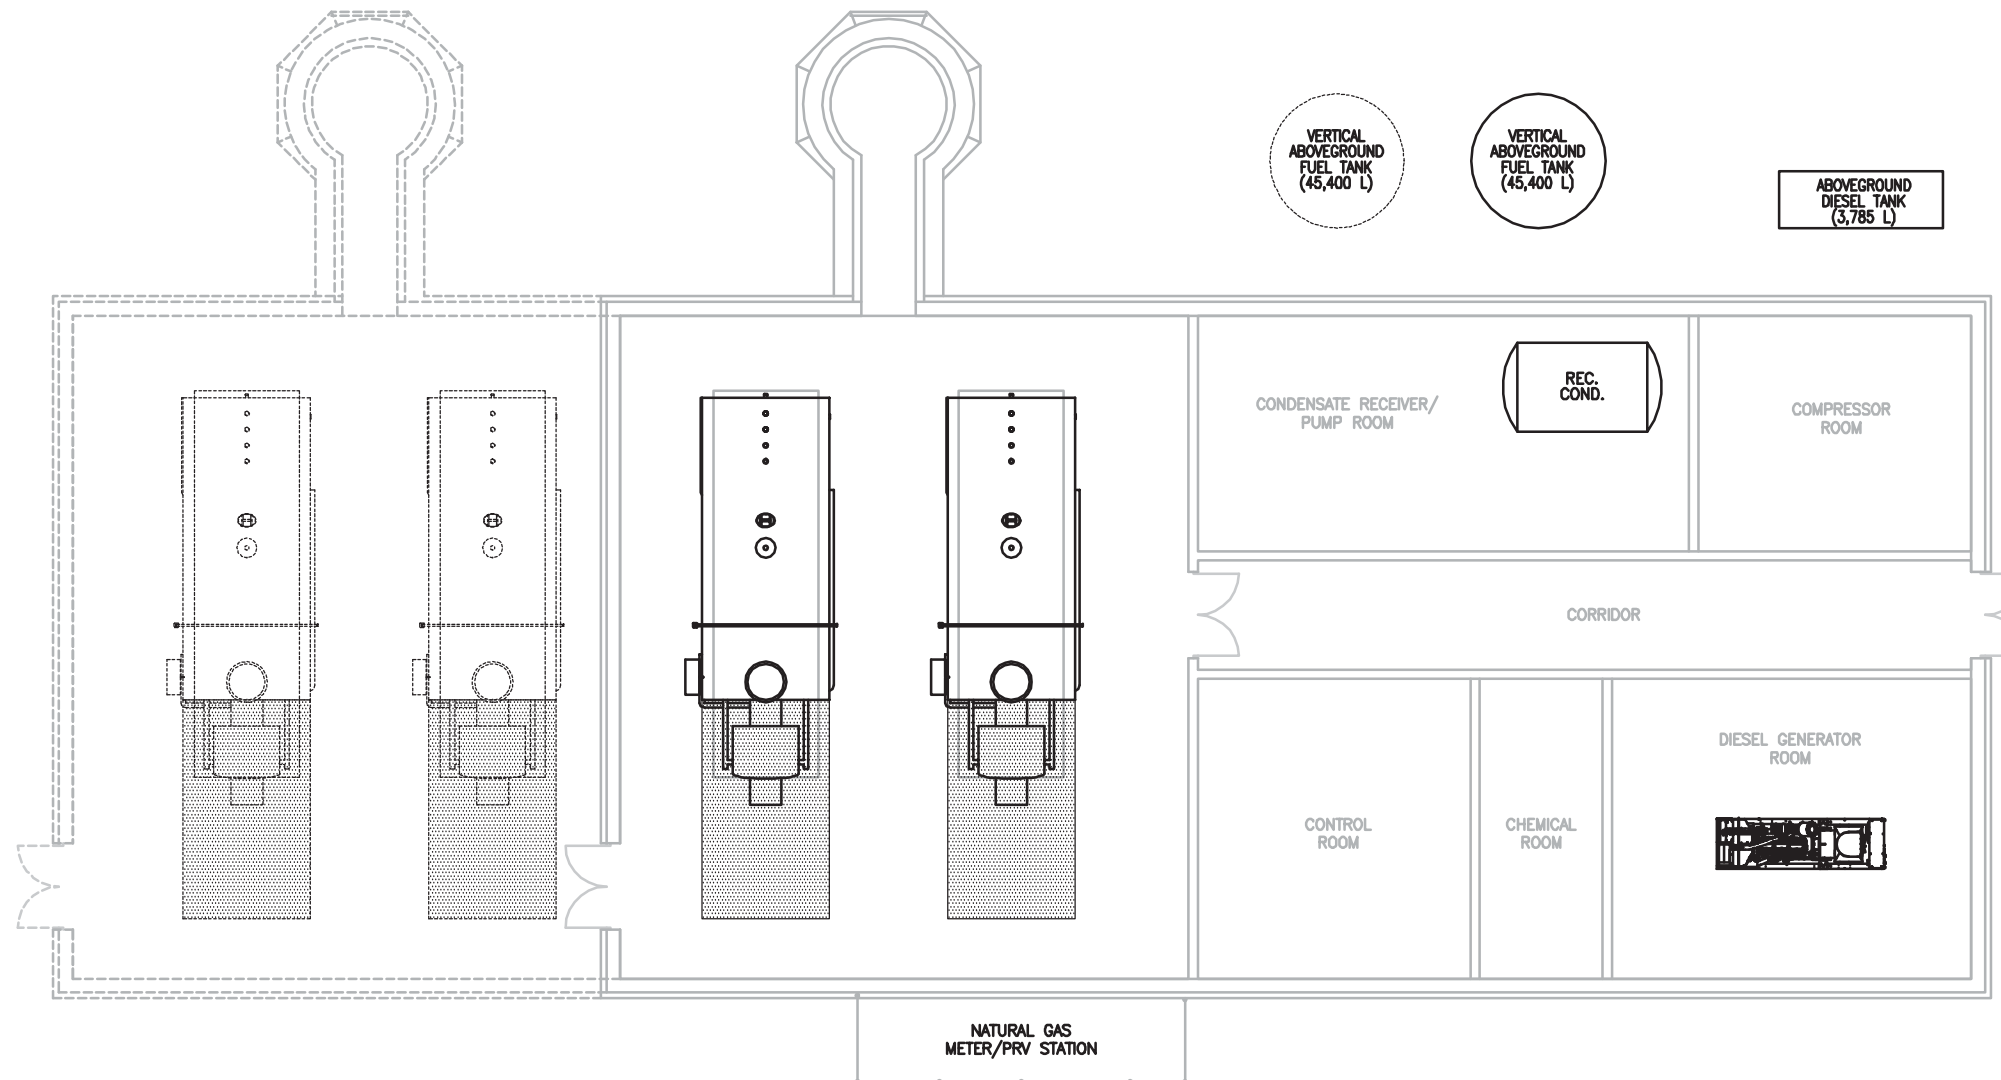 VERTICAL
ABOVEGROUND
FUEL TANK
(45,400 L)
VERTICAL
ABOVEGROUND
FUEL TANK
(45,400 L)
ABOVEGROUND
DIESEL TANK
(3,785 L)
CONDENSATE RECEIVER/
PUMP ROOM
REC.
COND.
COMPRESSOR
ROOM
CORRIDOR
CONTROL
ROOM
CHEMICAL
ROOM
DIESEL GENERATOR
ROOM
NATURAL GAS
METER/PRV STATION